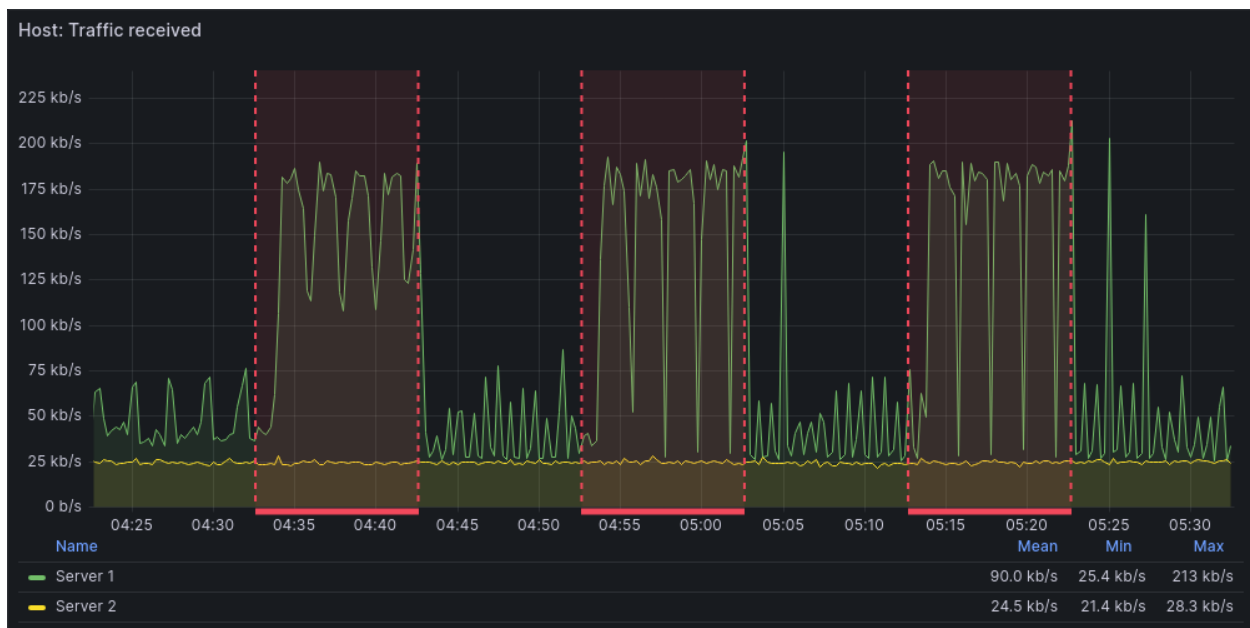 Host: Traffic received
225 kb/s
200 kb/s
175 kb/s
150 kb/s
125 kb/s
100 kb/s
75 kb/s
50 kb/s
25 kb/s
0 b/s
04:25 04:30 04:35 04:40 04:45 04:50 04:55 05:00 05:05 05:10 05:15 05:20 05:25 05:30
Name Mean Min Max
Server 1 90.0 kb/s 25.4 kb/s 213 kb/s
Server 2 24.5 kb/s 21.4 kb/s 28.3 kb/s